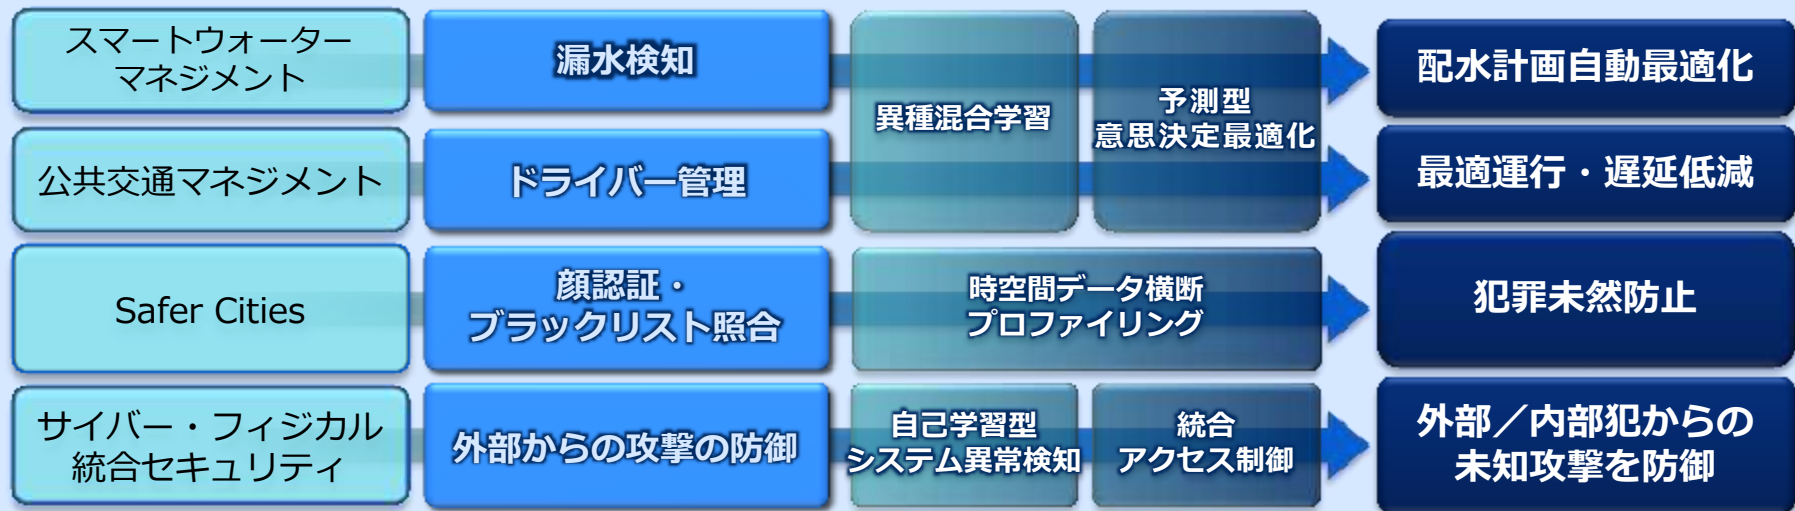 スマートウォーター
マネジメント
漏水検知
異種混合学習
予測型
意思決定最適化
配水計画自動最適化
公共交通マネジメント
ドライバー管理
最適運行・遅延低減
Safer Cities
顔認証・
ブラックリスト照合
時空間データ横断
プロファイリング
犯罪未然防止
サイバー・フィジカル
統合セキュリティ
外部からの攻撃の防御
自己学習型
システム異常検知
統合
アクセス制御
外部／内部犯からの
未知攻撃を防御